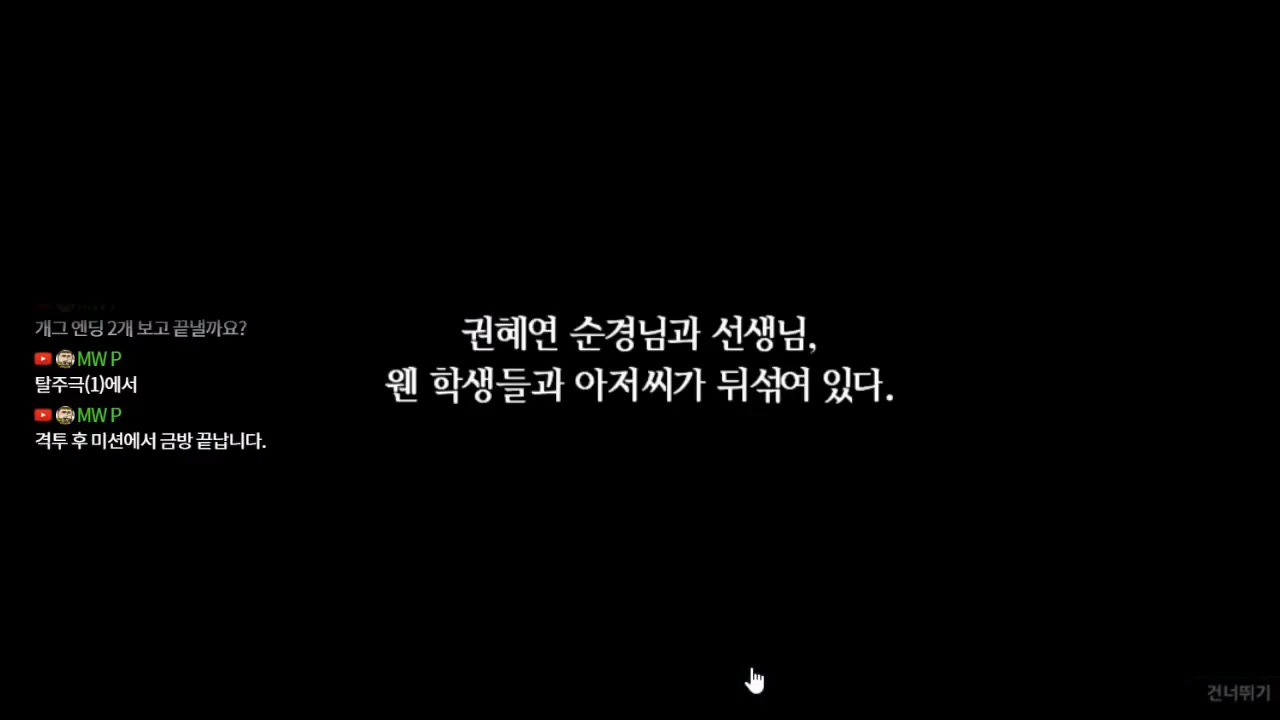 개그 엔딩 2개 보고 끝낼까요?
MW P
탈주극(1)에서
MW P
격투 후 미션에서 금방 끝납니다.
권혜연 순경님과 선생님,
웬 학생들과 아저씨가 뒤섞여 있다.
건너뛰기